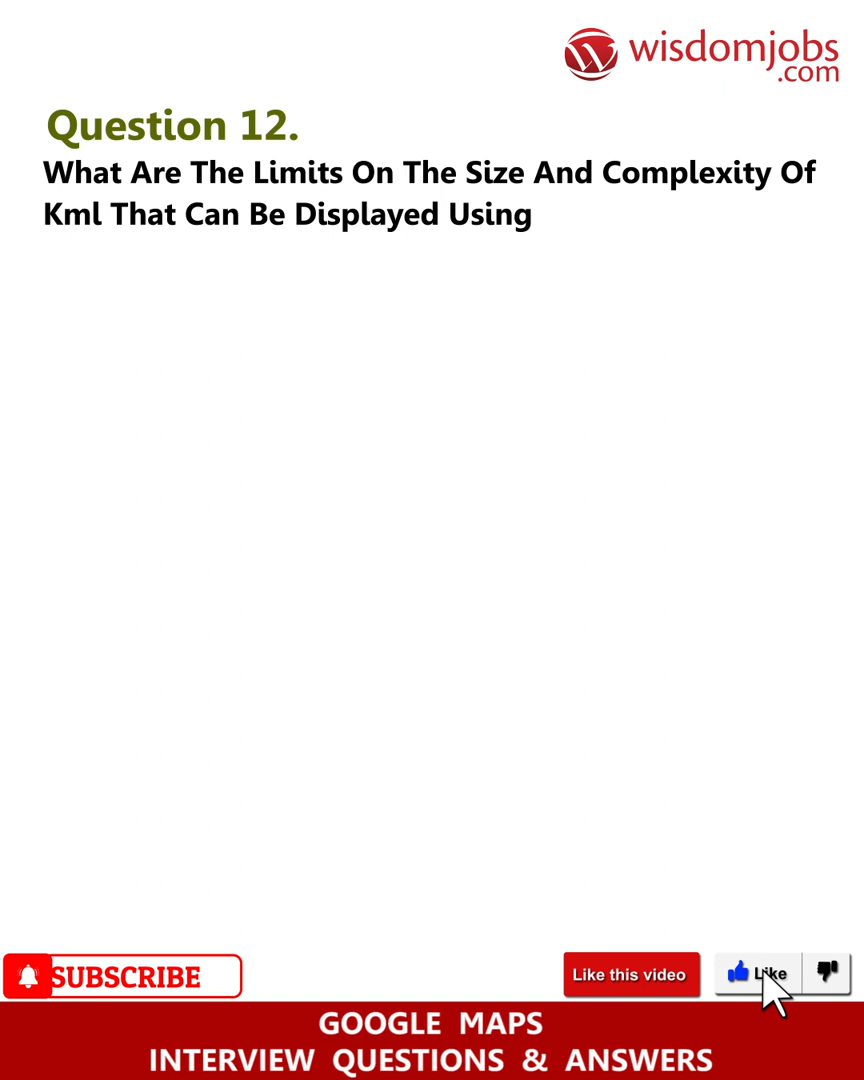 wisdomjobs
.com
Question 12.
What Are The Limits On The Size And Complexity Of
Kml That Can Be Displayed Using
SUBSCRIBE
Like this video
Like
GOOGLE MAPS
INTERVIEW QUESTIONS & ANSWERS